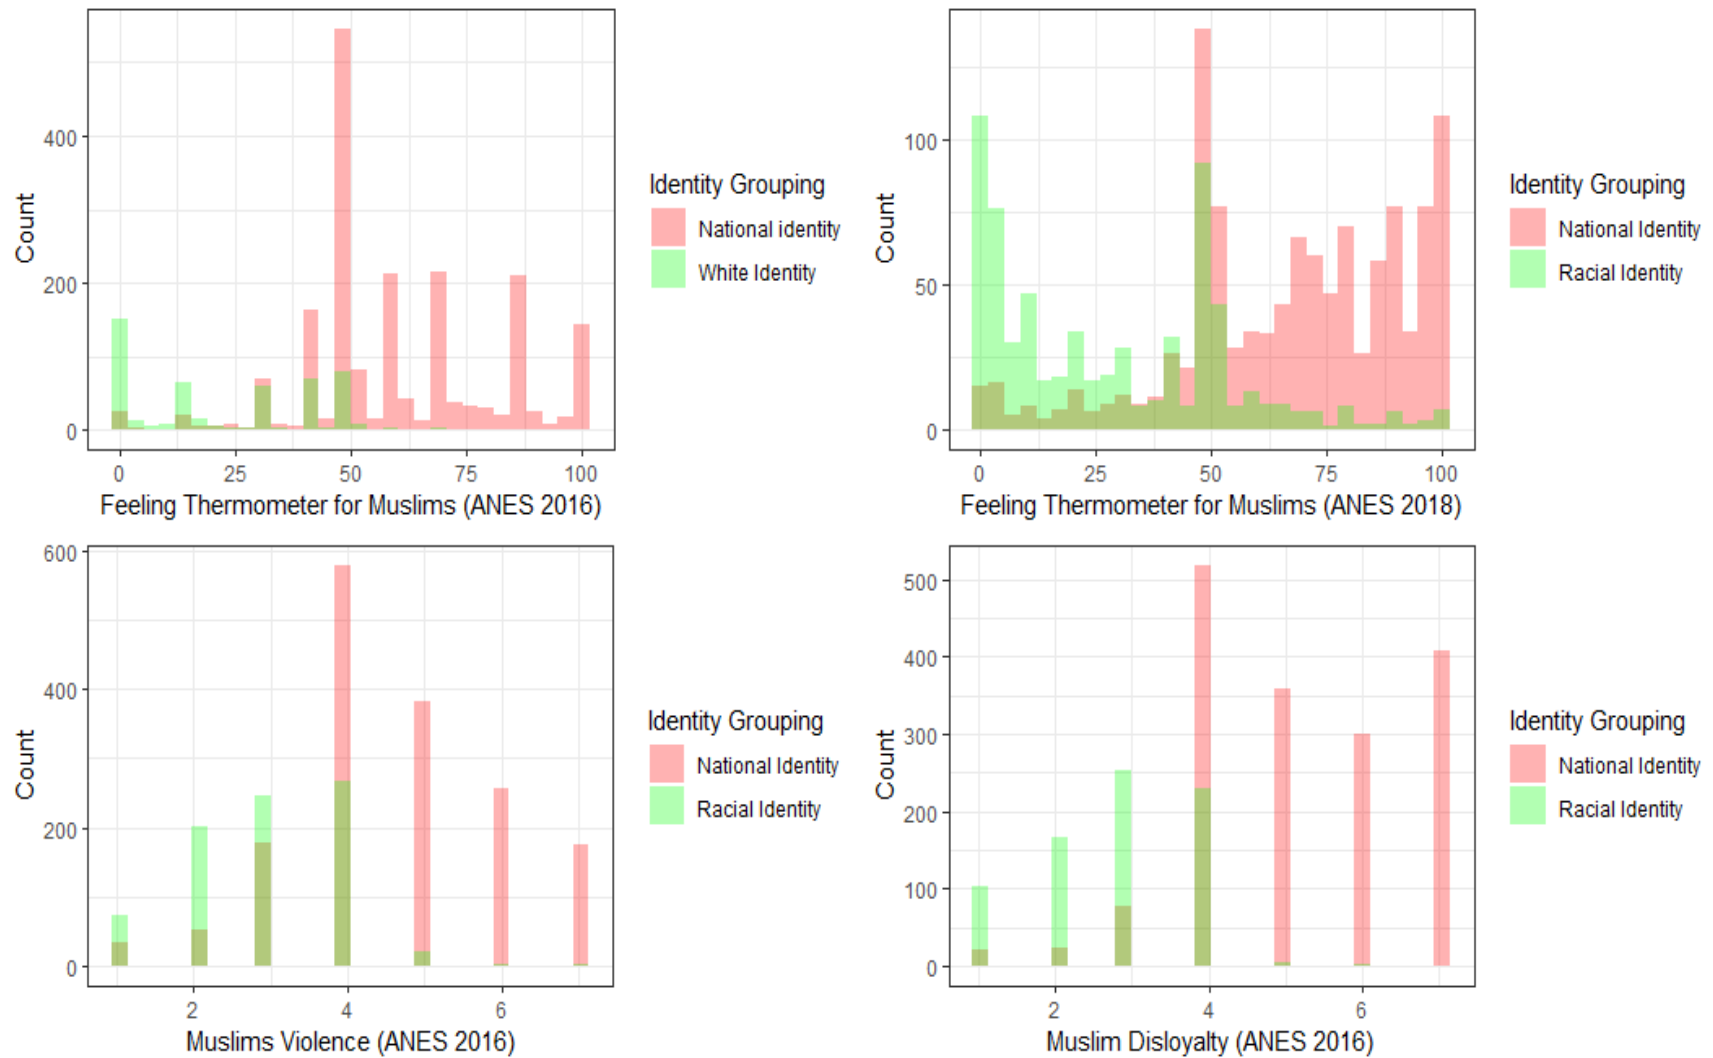 Count
400
200
0
0 25 50 75 100
Feeling Thermometer for Muslims (ANES 2016)
Identity Grouping
National identity
White Identity
Count
100
50
0
0 25 50 75 100
Feeling Thermometer for Muslims (ANES 2018)
Identity Grouping
National Identity
Racial Identity
Count
600
400
200
0
2 4 6
Muslims Violence (ANES 2016)
Identity Grouping
National Identity
Racial Identity
Count
500
400
300
200
100
0
2 4 6
Muslim Disloyalty (ANES 2016)
Identity Grouping
National Identity
Racial Identity